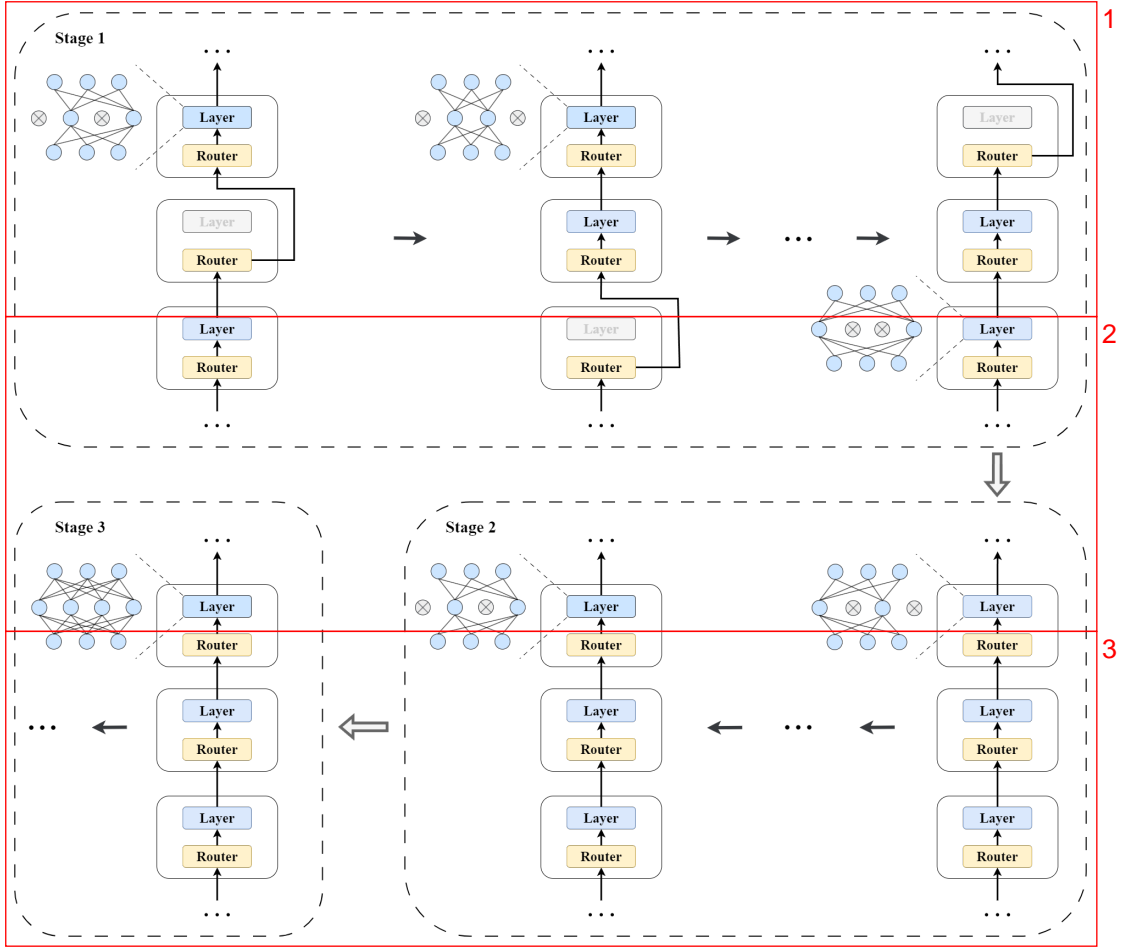 1
Stage 1
... ... ...
Layer Layer Layer
Router Router Router
Layer Layer Layer
...
Router Router Router
2
Layer Layer Layer
Router Router Router
... ... ...
Stage 3 Stage 2
... ... ...
Layer Layer Layer
3
Router Router Router
Layer Layer Layer
... ...
Router Router Router
Layer Layer Layer
Router Router Router
... ... ...